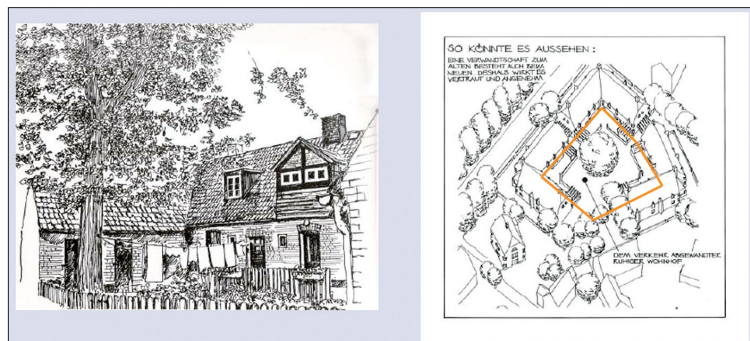 SO KÖNNTE ES AUSSEHEN:
EINE VERWANDTSCHAFT ZUM
ALTEN BESTEHT AUCH BEIM
NEUEN. DESHALB WIRKT ES
VERTRAUT UND ANGENEHM
DEM VERKEHR ABGEWANDTER
RUHIGER WOHNHOF